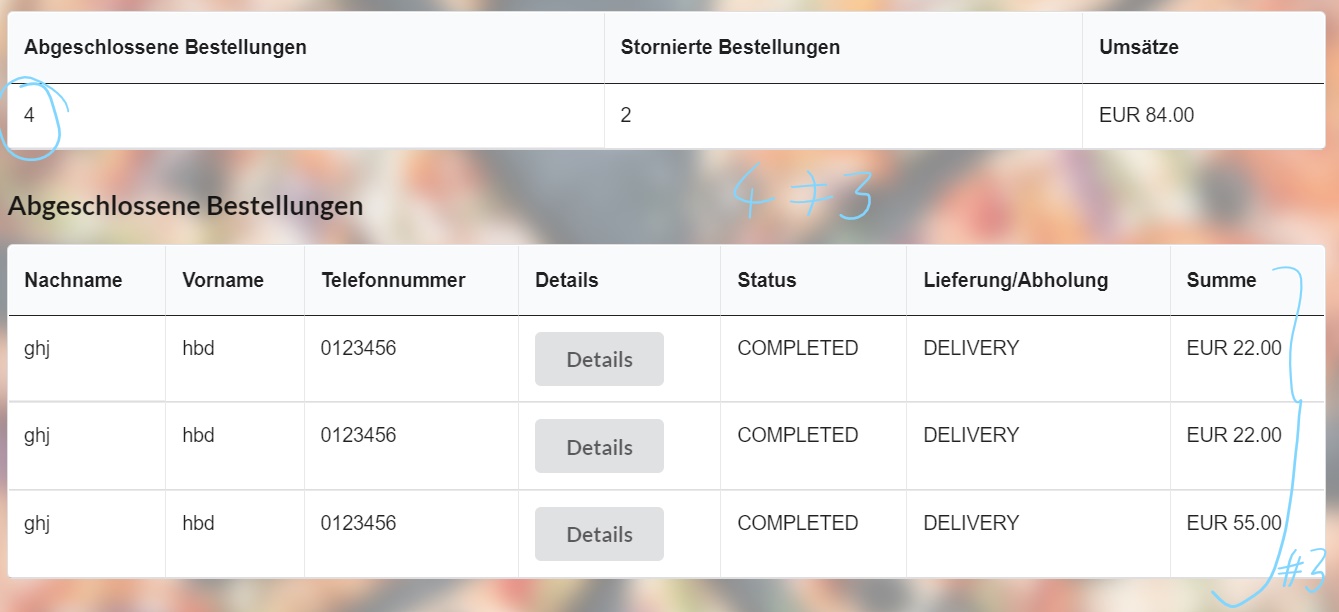 Abgeschlossene Bestellungen Stornierte Bestellungen Umsätze
4 2 EUR 84.00
4 ≠ 3
Abgeschlossene Bestellungen
Nachname Vorname Telefonnummer Details Status Lieferung/Abholung Summe
ghj hbd 0123456 Details COMPLETED DELIVERY EUR 22.00
ghj hbd 0123456 Details COMPLETED DELIVERY EUR 22.00
ghj hbd 0123456 Details COMPLETED DELIVERY EUR 55.00
#3